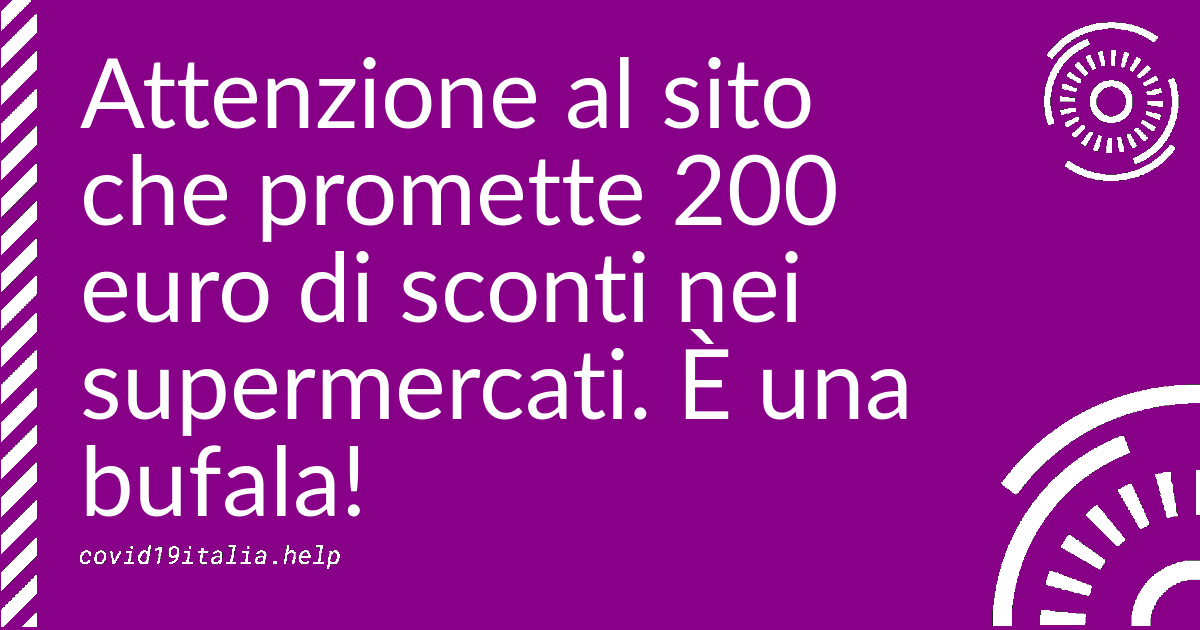 Attenzione al sito
che promette 200
euro di sconti nei
supermercati. È una
bufala!
covid19italia.help